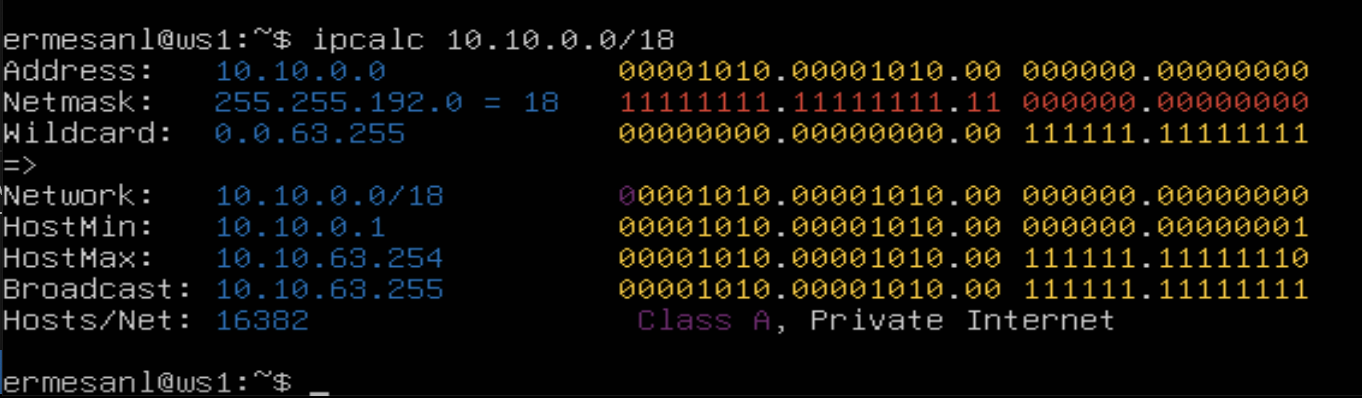 ermesanl@ws1:~$ ipcalc 10.10.0.0/18
Address:   10.10.0.0            00001010.00001010.00 000000.00000000
Netmask:   255.255.192.0 = 18   11111111.11111111.11 000000.00000000
Wildcard:  0.0.63.255           00000000.00000000.00 111111.11111111
=>
Network:   10.10.0.0/18         00001010.00001010.00 000000.00000000
HostMin:   10.10.0.1            00001010.00001010.00 000000.00000001
HostMax:   10.10.63.254         00001010.00001010.00 111111.11111110
Broadcast: 10.10.63.255         00001010.00001010.00 111111.11111111
Hosts/Net: 16382                 Class A, Private Internet
ermesanl@ws1:~$ _